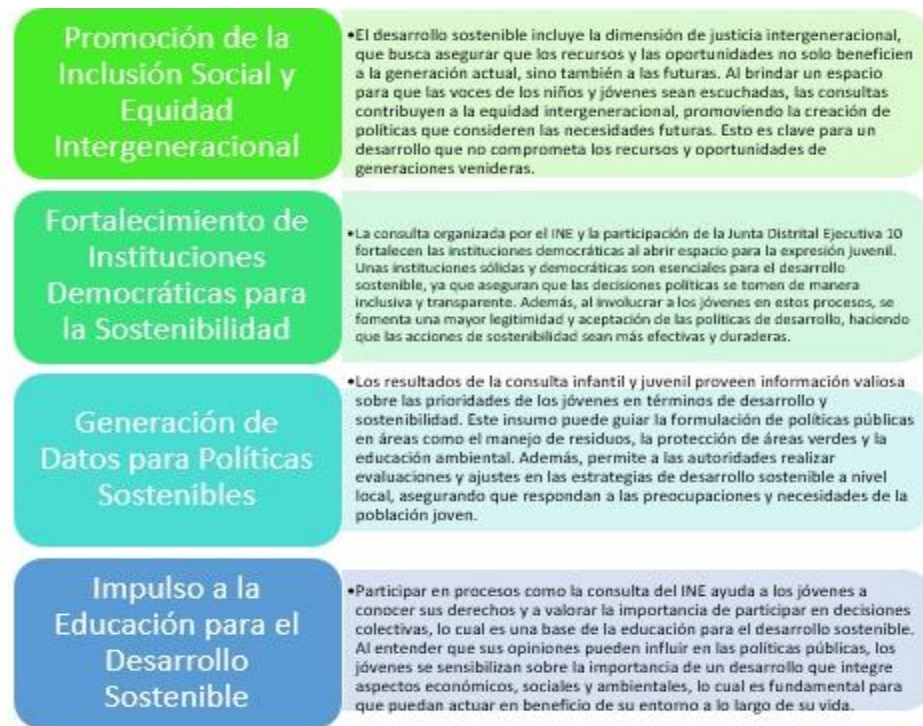 Promoción de la
Inclusión Social y
Equidad
Intergeneracional
•El desarrollo sostenible incluye la dimensión de justicia intergeneracional,
que busca asegurar que los recursos y las oportunidades no solo beneficien
a la generación actual, sino también a las futuras. Al brindar un espacio
para que las voces de los niños y jóvenes sean escuchadas, las consultas
contribuyen a la equidad intergeneracional, promoviendo la creación de
políticas que consideren las necesidades futuras. Esto es clave para un
desarrollo que no comprometa los recursos y oportunidades de
generaciones venideras.
Fortalecimiento de
Instituciones
Democráticas para
la Sostenibilidad
•La consulta organizada por el INE y la participación de la Junta Distrital Ejecutiva 10
fortalecen las instituciones democráticas al abrir espacio para la expresión juvenil.
Unas instituciones sólidas y democráticas son esenciales para el desarrollo
sostenible, ya que aseguran que las decisiones políticas se tomen de manera
inclusiva y transparente. Además, al involucrar a los jóvenes en estos procesos, se
fomenta una mayor legitimidad y aceptación de las políticas de desarrollo, haciendo
que las acciones de sostenibilidad sean más efectivas y duraderas.
Generación de
Datos para Políticas
Sostenibles
•Los resultados de la consulta infantil y juvenil proveen información valiosa
sobre las prioridades de los jóvenes en términos de desarrollo y
sostenibilidad. Este insumo puede guiar la formulación de políticas públicas
en áreas como el manejo de residuos, la protección de áreas verdes y la
educación ambiental. Además, permite a las autoridades realizar
evaluaciones y ajustes en las estrategias de desarrollo sostenible a nivel
local, asegurando que respondan a las preocupaciones y necesidades de la
población joven.
Impulso a la
Educación para el
Desarrollo
Sostenible
•Participar en procesos como la consulta del INE ayuda a los jóvenes a
conocer sus derechos y a valorar la importancia de participar en decisiones
colectivas, lo cual es una base de la educación para el desarrollo sostenible.
Al entender que sus opiniones pueden influir en las políticas públicas, los
jóvenes se sensibilizan sobre la importancia de un desarrollo que integre
aspectos económicos, sociales y ambientales, lo cual es fundamental para
que puedan actuar en beneficio de su entorno a lo largo de su vida.